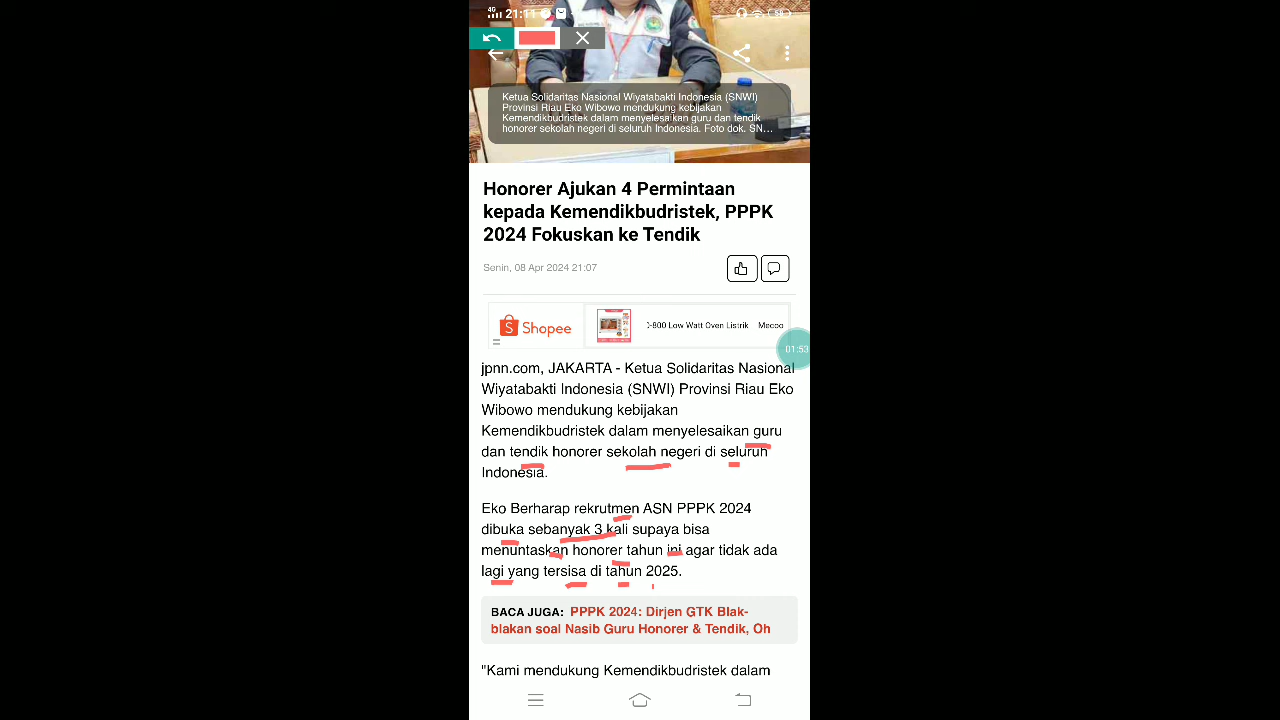 4G 21:11
Ketua Solidaritas Nasional Wiyatabakti Indonesia (SNWI)
Provinsi Riau Eko Wibowo mendukung kebijakan
Kemendikbudristek dalam menyelesaikan guru dan tendik
honorer sekolah negeri di seluruh Indonesia. Foto dok. SN...
Honorer Ajukan 4 Permintaan
kepada Kemendikbudristek, PPPK
2024 Fokuskan ke Tendik
Senin, 08 Apr 2024 21:07
Shopee
0-800 Low Watt Oven Listrik Mecoo
01:53
jpnn.com, JAKARTA - Ketua Solidaritas Nasional
Wiyatabakti Indonesia (SNWI) Provinsi Riau Eko
Wibowo mendukung kebijakan
Kemendikbudristek dalam menyelesaikan guru
dan tendik honorer sekolah negeri di seluruh
Indonesia.
Eko Berharap rekrutmen ASN PPPK 2024
dibuka sebanyak 3 kali supaya bisa
menuntaskan honorer tahun ini agar tidak ada
lagi yang tersisa di tahun 2025.
BACA JUGA: PPPK 2024: Dirjen GTK Blak-
blakan soal Nasib Guru Honorer & Tendik, Oh
"Kami mendukung Kemendikbudristek dalam